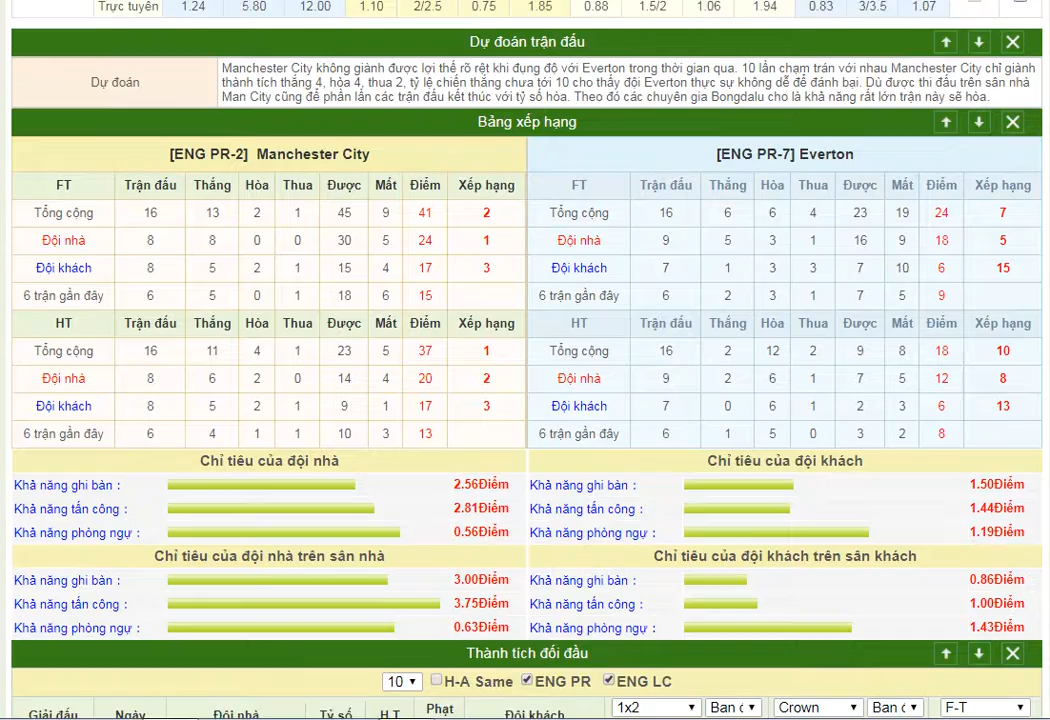 Trực tuyến 1.24 5.80 12.00 1.10 2/2.5 0.75 1.85 0.88 1.5/2 1.06 1.94 0.83 3/3.5 1.07
Dự đoán trận đấu
Dự đoán
Manchester City không giành được lợi thế rõ rệt khi đụng độ với Everton trong thời gian qua. 10 lần chạm trán với nhau Manchester City chỉ giành
thành tích thắng 4, hòa 4, thua 2, tỷ lệ chiến thắng chưa tới 10 cho thấy đội Everton thực sự không dễ để đánh bại. Dù được thi đấu trên sân nhà
Man City cũng để phần lần các trận đấu kết thúc với tỷ số hòa. Theo đó các chuyên gia Bongdalu cho là khả năng rất lớn trận này sẽ hòa.
Bảng xếp hạng
[ENG PR-2] Manchester City
FT Trận đấu Thắng Hòa Thua Được Mất Điểm Xếp hạng
Tổng cộng 16 13 2 1 45 9 41 2
Đội nhà 8 8 0 0 30 5 24 1
Đội khách 8 5 2 1 15 4 17 3
6 trận gần đây 6 5 0 1 18 6 15
HT Trận đấu Thắng Hòa Thua Được Mất Điểm Xếp hạng
Tổng cộng 16 11 4 1 23 5 37 1
Đội nhà 8 6 2 0 14 4 20 2
Đội khách 8 5 2 1 9 1 17 3
6 trận gần đây 6 4 1 1 10 3 13
[ENG PR-7] Everton
FT Trận đấu Thắng Hòa Thua Được Mất Điểm Xếp hạng
Tổng cộng 16 6 6 4 23 19 24 7
Đội nhà 9 5 3 1 16 9 18 5
Đội khách 7 1 3 3 7 10 6 15
6 trận gần đây 6 2 3 1 7 5 9
HT Trận đấu Thắng Hòa Thua Được Mất Điểm Xếp hạng
Tổng cộng 16 2 12 2 9 8 18 10
Đội nhà 9 2 6 1 7 5 12 8
Đội khách 7 0 6 1 2 3 6 13
6 trận gần đây 6 1 5 0 3 2 8
Chỉ tiêu của đội nhà
Khả năng ghi bàn : 2.56Điểm
Khả năng tấn công : 2.81Điểm
Khả năng phòng ngự : 0.56Điểm
Chỉ tiêu của đội khách
Khả năng ghi bàn : 1.50Điểm
Khả năng tấn công : 1.44Điểm
Khả năng phòng ngự : 1.19Điểm
Chỉ tiêu của đội nhà trên sân nhà
Khả năng ghi bàn : 3.00Điểm
Khả năng tấn công : 3.75Điểm
Khả năng phòng ngự : 0.63Điểm
Chỉ tiêu của đội khách trên sân khách
Khả năng ghi bàn : 0.86Điểm
Khả năng tấn công : 1.00Điểm
Khả năng phòng ngự : 1.43Điểm
Thành tích đối đầu
10 H-A Same ENG PR ENG LC
Giải đấu Ngày Đội nhà Tỷ số H.T Phạt Đội khách 1x2 Ban Crown Ban F-T